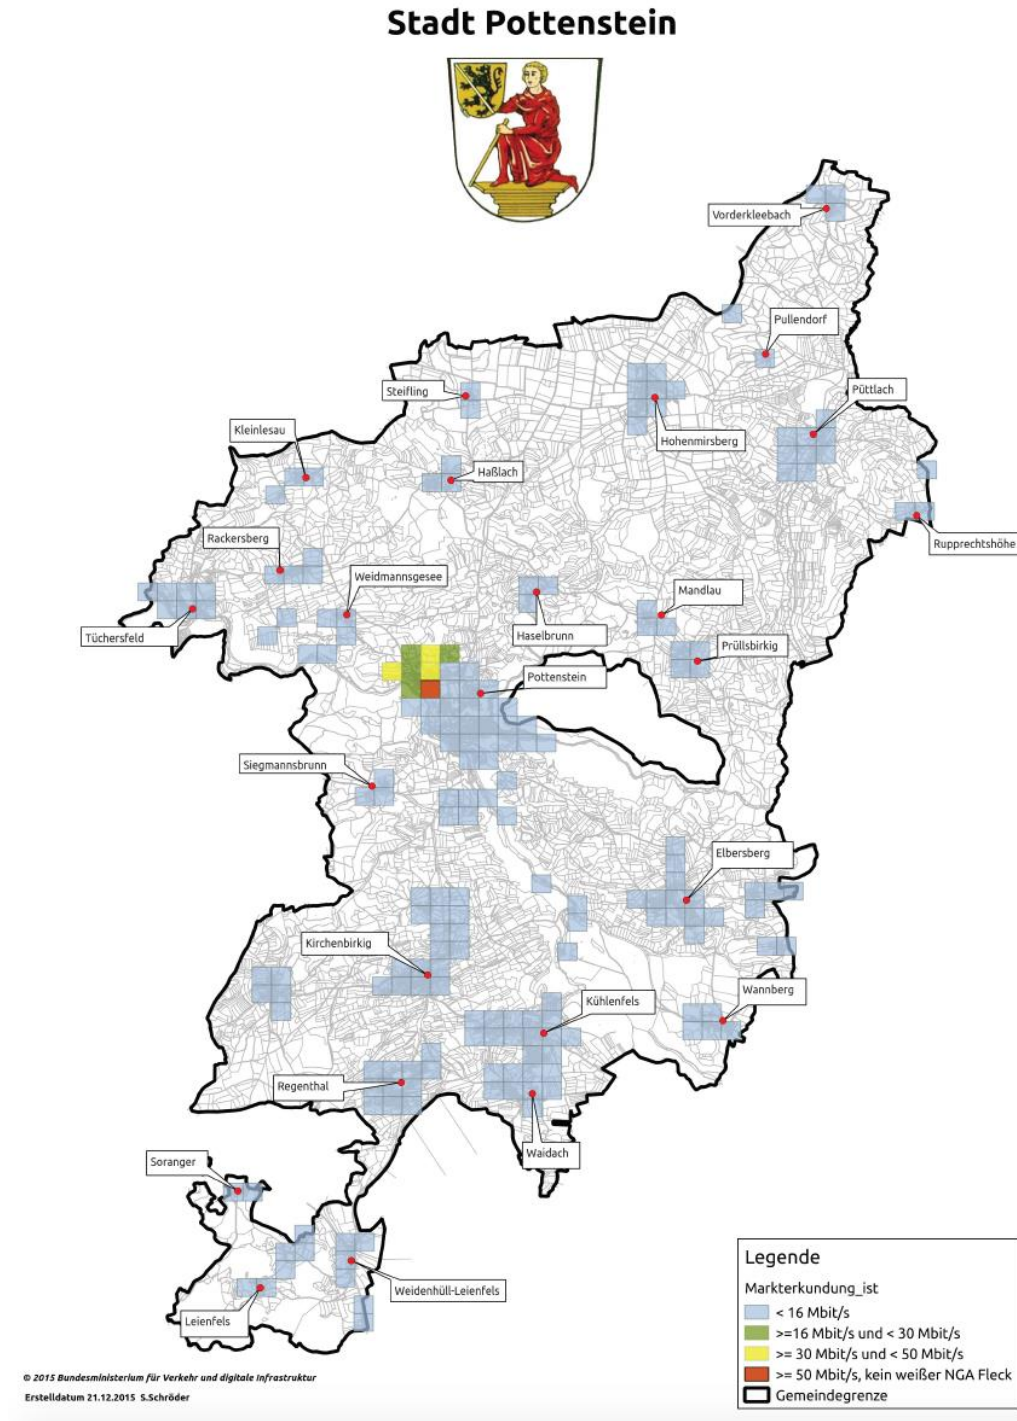 Stadt Pottenstein
Vorderkleebach
Pullendorf
Steifling
Püttlach
Kleinlesau
Hohenmirsberg
Haßlach
Rackersberg
Rupprechtshöhe
Weidmannsgesee
Mandlau
Tüchersfeld
Haselbrunn
Prüllsbirkig
Pottenstein
Siegmannsbrunn
Elbersberg
Kirchenbirkig
Wannberg
Kühlenfels
Regenthal
Waidach
Soranger
Weidenhüll-Leienfels
Leienfels
Legende
Markterkundung_ist
< 16 Mbit/s
>=16 Mbit/s und < 30 Mbit/s
>= 30 Mbit/s und < 50 Mbit/s
>= 50 Mbit/s, kein weißer NGA Fleck
Gemeindegrenze
© 2015 Bundesministerium für Verkehr und digitale Infrastruktur
Erstelldatum 21.12.2015 S.Schröder